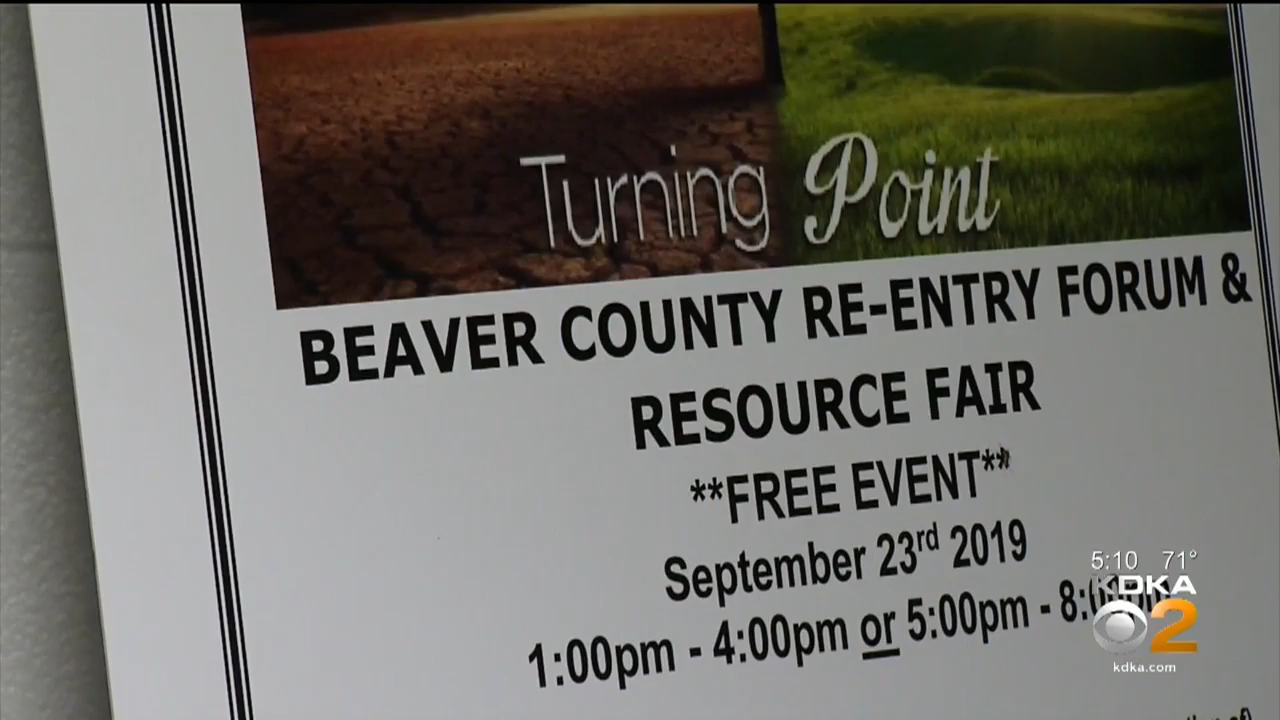 Turning Point
BEAVER COUNTY RE-ENTRY FORUM &
RESOURCE FAIR
**FREE EVENT**
September 23rd 2019
1:00pm - 4:00pm or 5:00pm - 8:00pm
5:10 71°
KDKA
2
kdka.com